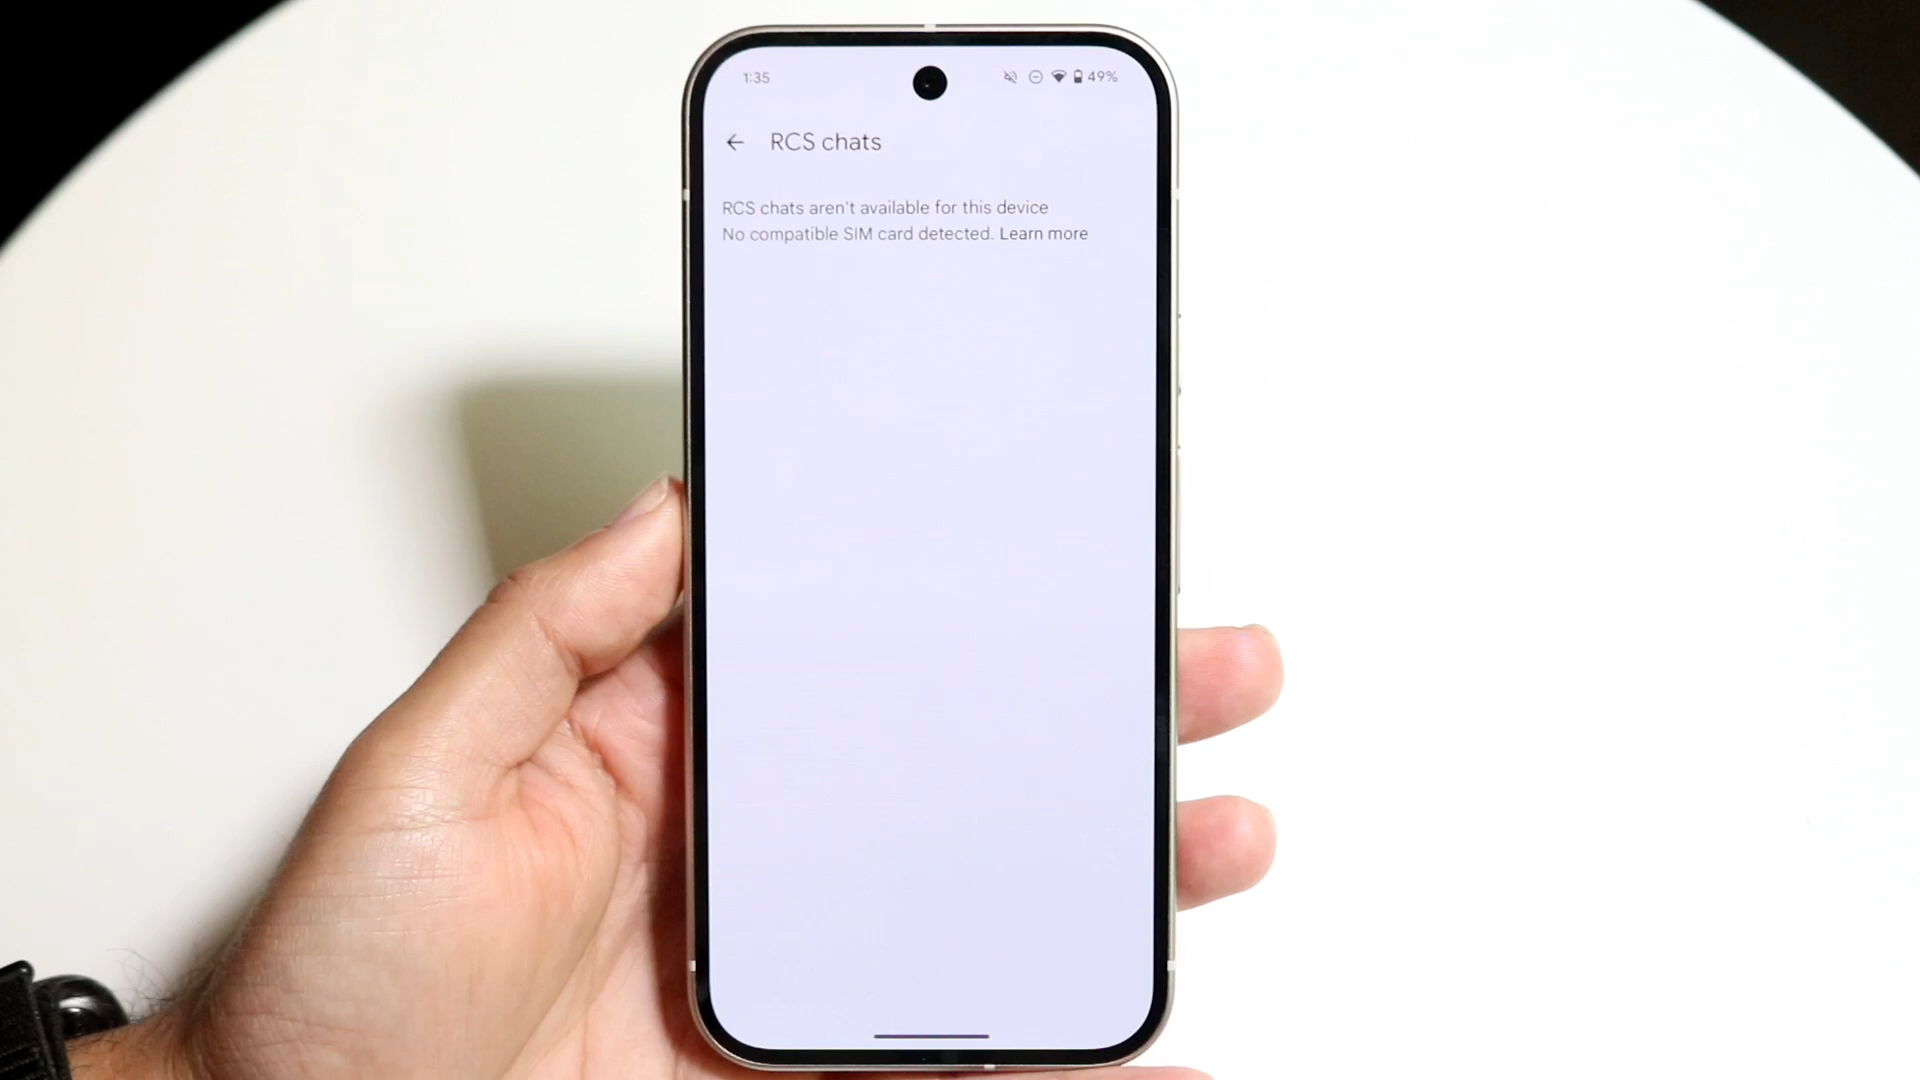 1:35
49%
RCS chats
RCS chats aren't available for this device
No compatible SIM card detected. Learn more